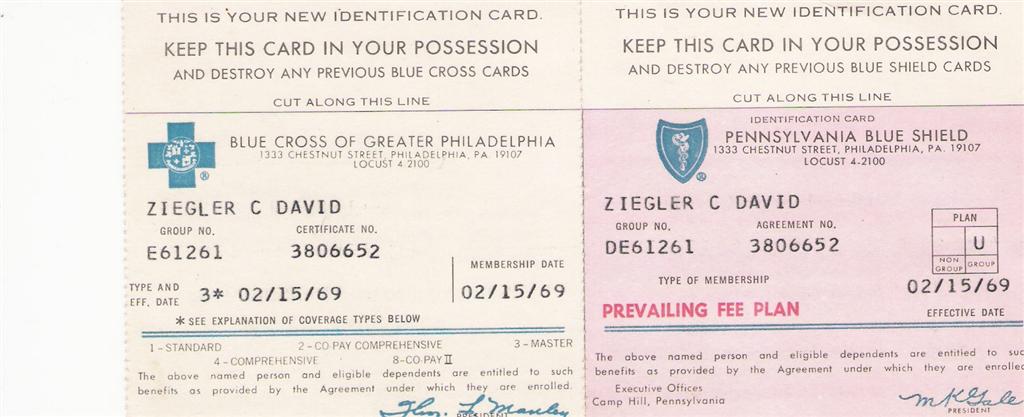 THIS IS YOUR NEW IDENTIFICATION CARD.
KEEP THIS CARD IN YOUR POSSESSION
AND DESTROY ANY PREVIOUS BLUE CROSS CARDS
CUT ALONG THIS LINE
BLUE CROSS OF GREATER PHILADELPHIA
1333 CHESTNUT STREET, PHILADELPHIA, PA. 19107
LOCUST 4-2100
®
ZIEGLER C DAVID
GROUP NO. CERTIFICATE NO.
E61261 3806652
MEMBERSHIP DATE
TYPE AND
EFF. DATE 3* 02/15/69 02/15/69
*SEE EXPLANATION OF COVERAGE TYPES BELOW
1-STANDARD 2-CO-PAY COMPREHENSIVE 3-MASTER
4-COMPREHENSIVE 8-CO-PAY II
The above named person and eligible dependents are entitled to such
benefits as provided by the Agreement under which they are enrolled.
PRESIDENT
THIS IS YOUR NEW IDENTIFICATION CARD.
KEEP THIS CARD IN YOUR POSSESSION
AND DESTROY ANY PREVIOUS BLUE SHIELD CARDS
CUT ALONG THIS LINE
IDENTIFICATION CARD
PENNSYLVANIA BLUE SHIELD
1333 CHESTNUT STREET, PHILADELPHIA, PA. 19107
LOCUST 4-2100
®
ZIEGLER C DAVID
GROUP NO. AGREEMENT NO.
DE61261 3806652
PLAN
U
NON GROUP GROUP
TYPE OF MEMBERSHIP
02/15/69
PREVAILING FEE PLAN EFFECTIVE DATE
The above named person and eligible dependents are entitled to suc
benefits as provided by the Agreement under which they are enrolled
Executive Offices
Camp Hill, Pennsylvania
M K Gale
PRESIDENT